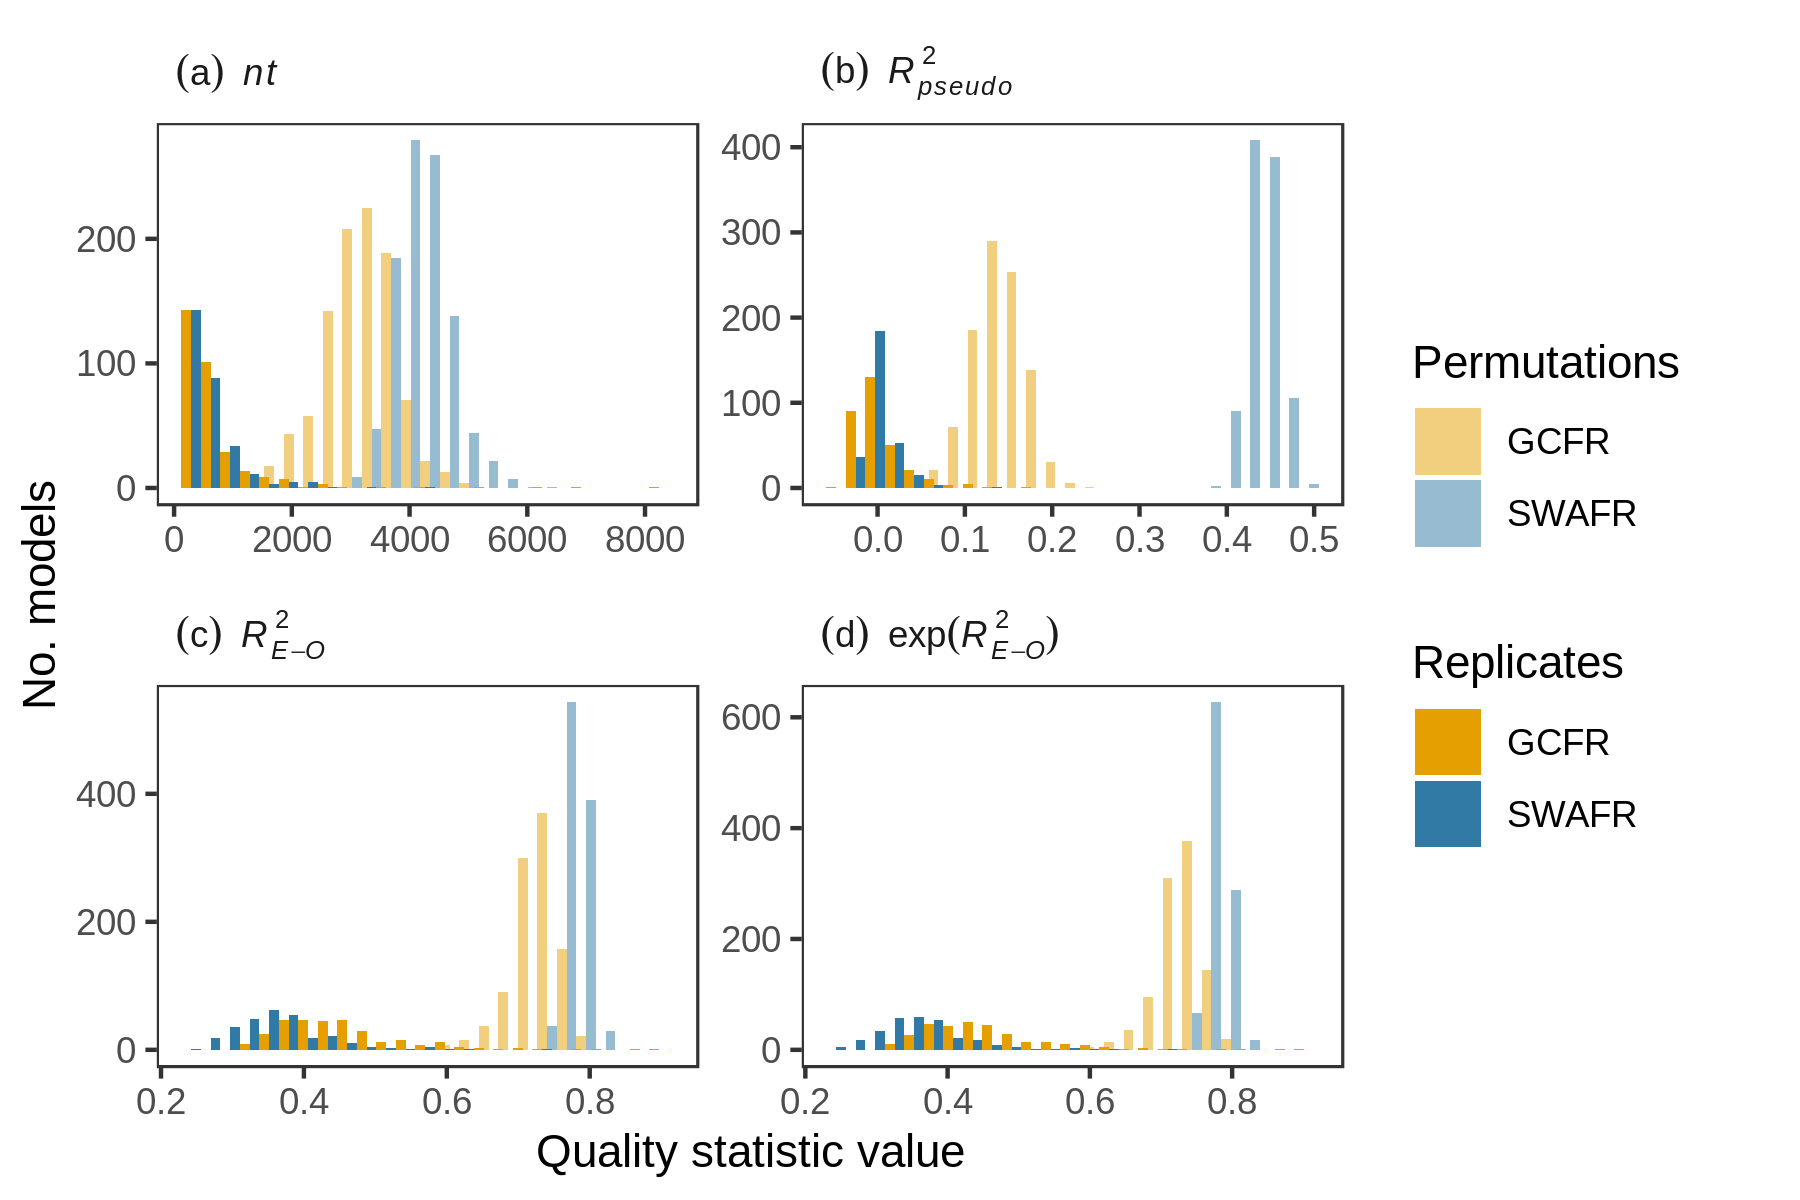 (a) nt
(b) R²pseudo
200
100
0
0 2000 4000 6000 8000
400
300
200
100
0
0.0 0.1 0.2 0.3 0.4 0.5
(c) R²E–O
(d) exp(R²E–O)
400
200
0
0.2 0.4 0.6 0.8
600
400
200
0
0.2 0.4 0.6 0.8
No. models
Quality statistic value
Permutations
GCFR
SWAFR
Replicates
GCFR
SWAFR